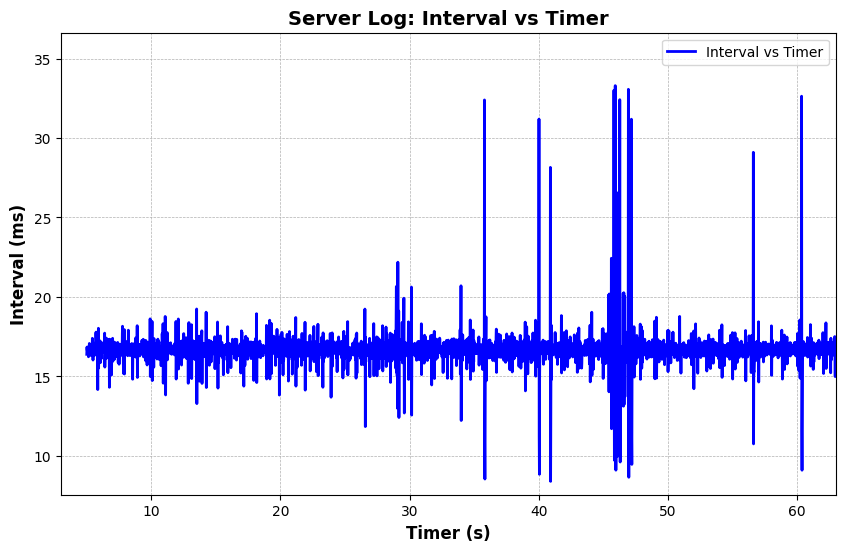 Server Log: Interval vs Timer
Interval vs Timer
Interval (ms)
35
30
25
20
15
10
10 20 30 40 50 60
Timer (s)